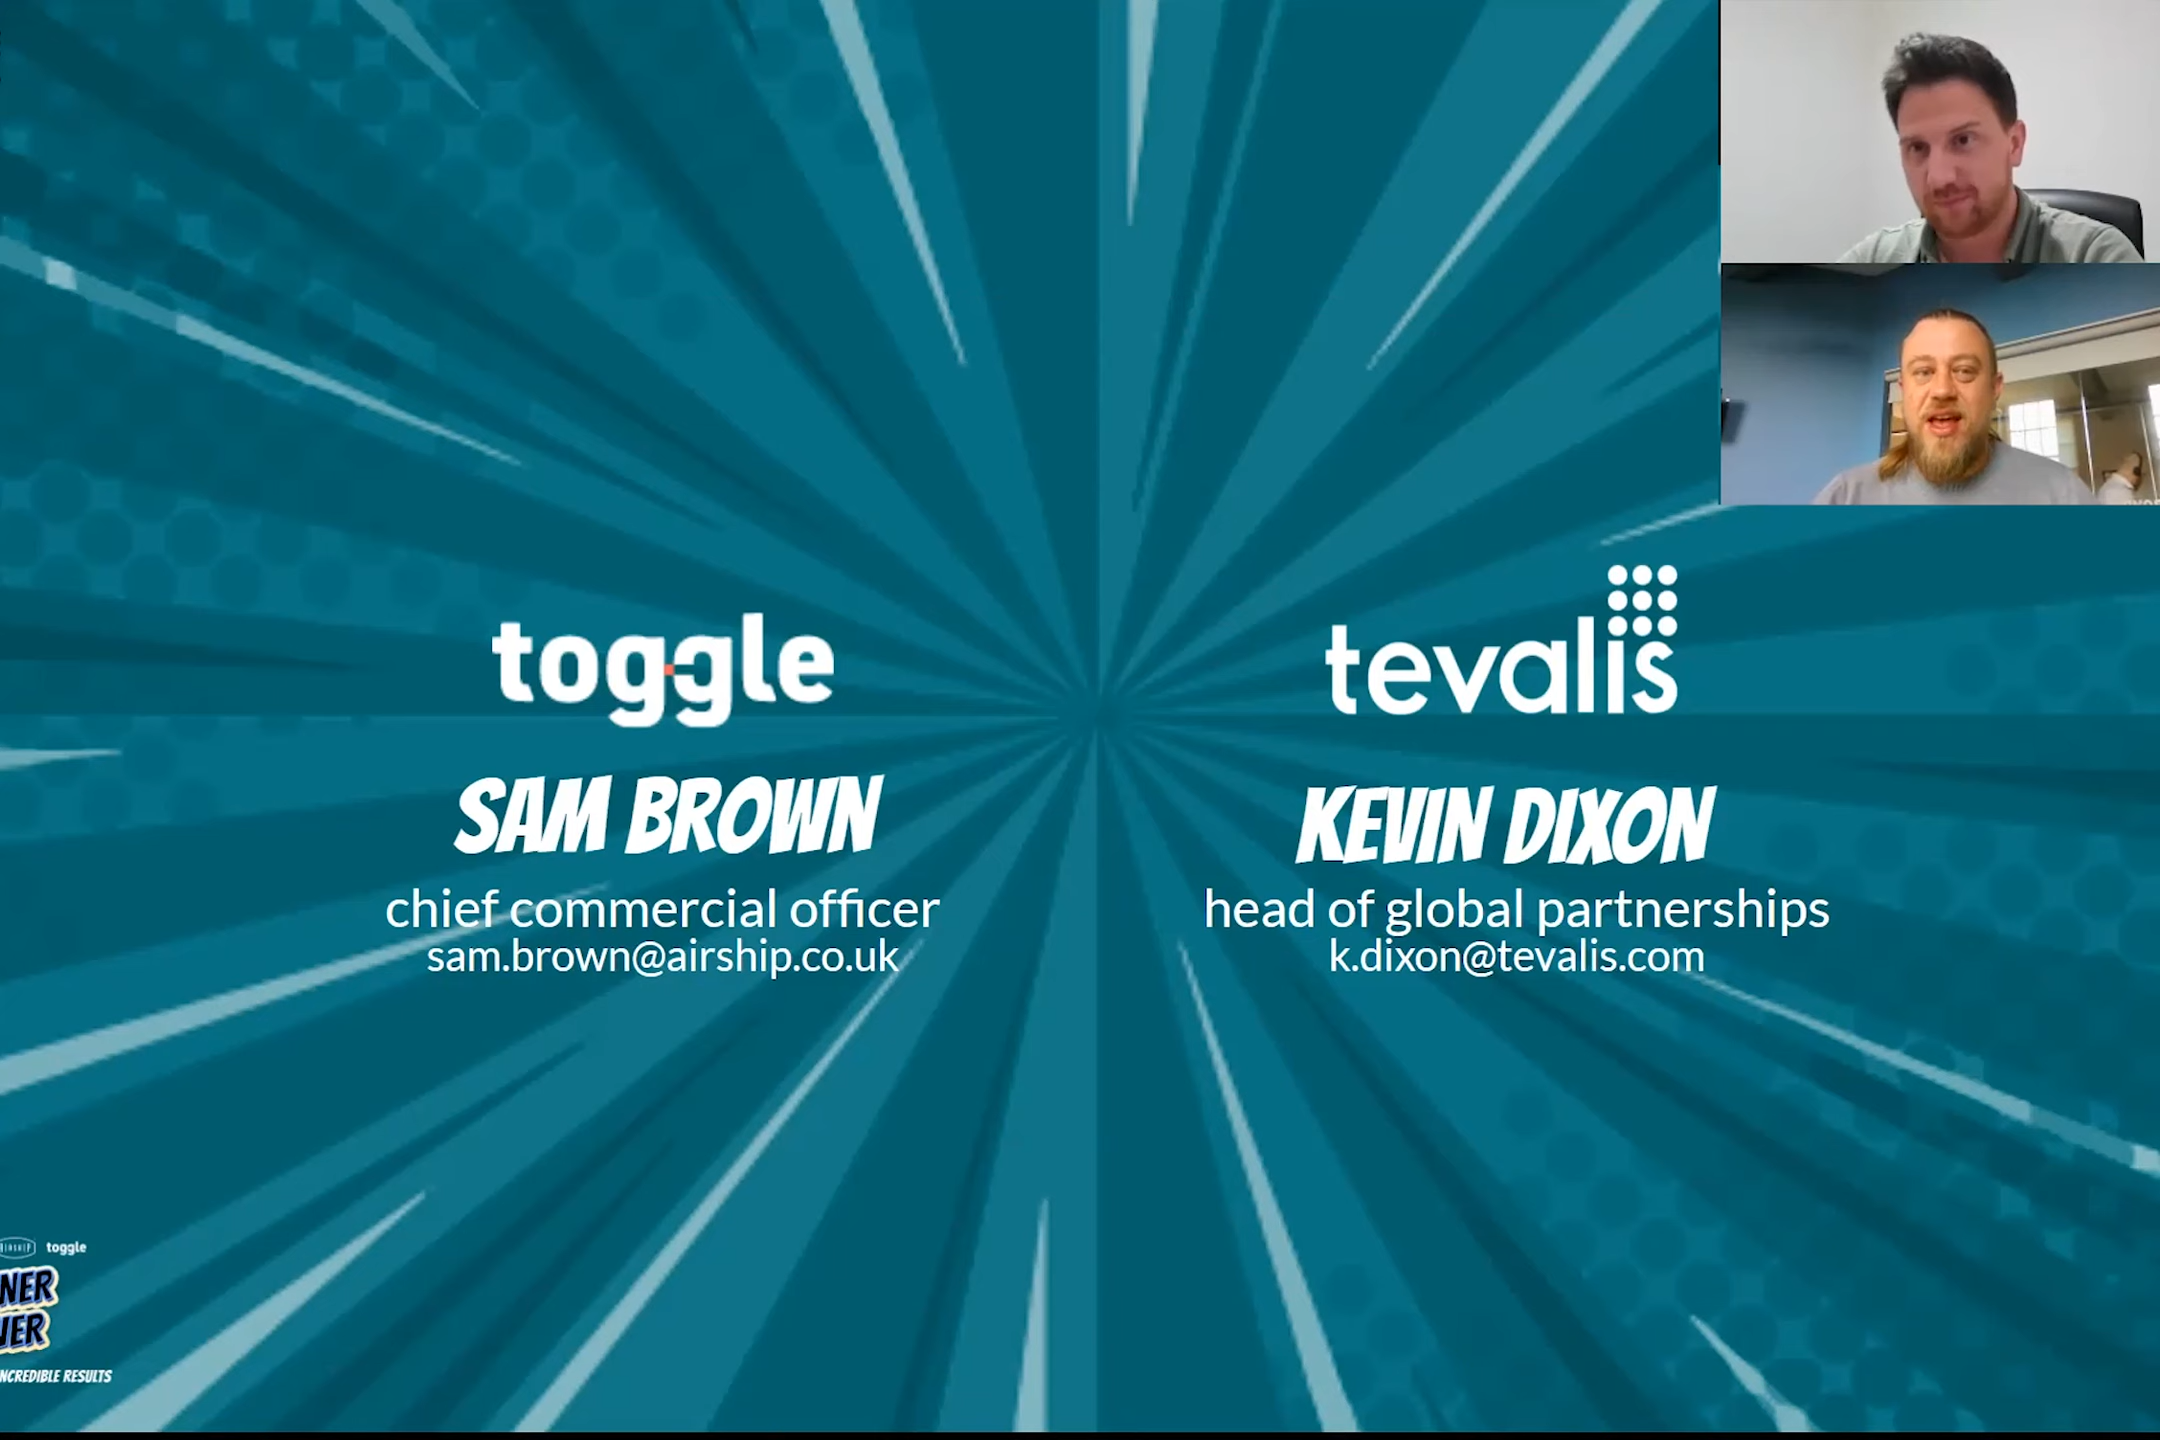 toggle
tevalis
SAM BROWN
KEVIN DIXON
chief commercial officer
head of global partnerships
sam.brown@airship.co.uk
k.dixon@tevalis.com
toggle
NER
NCREDIBLE RESULTS